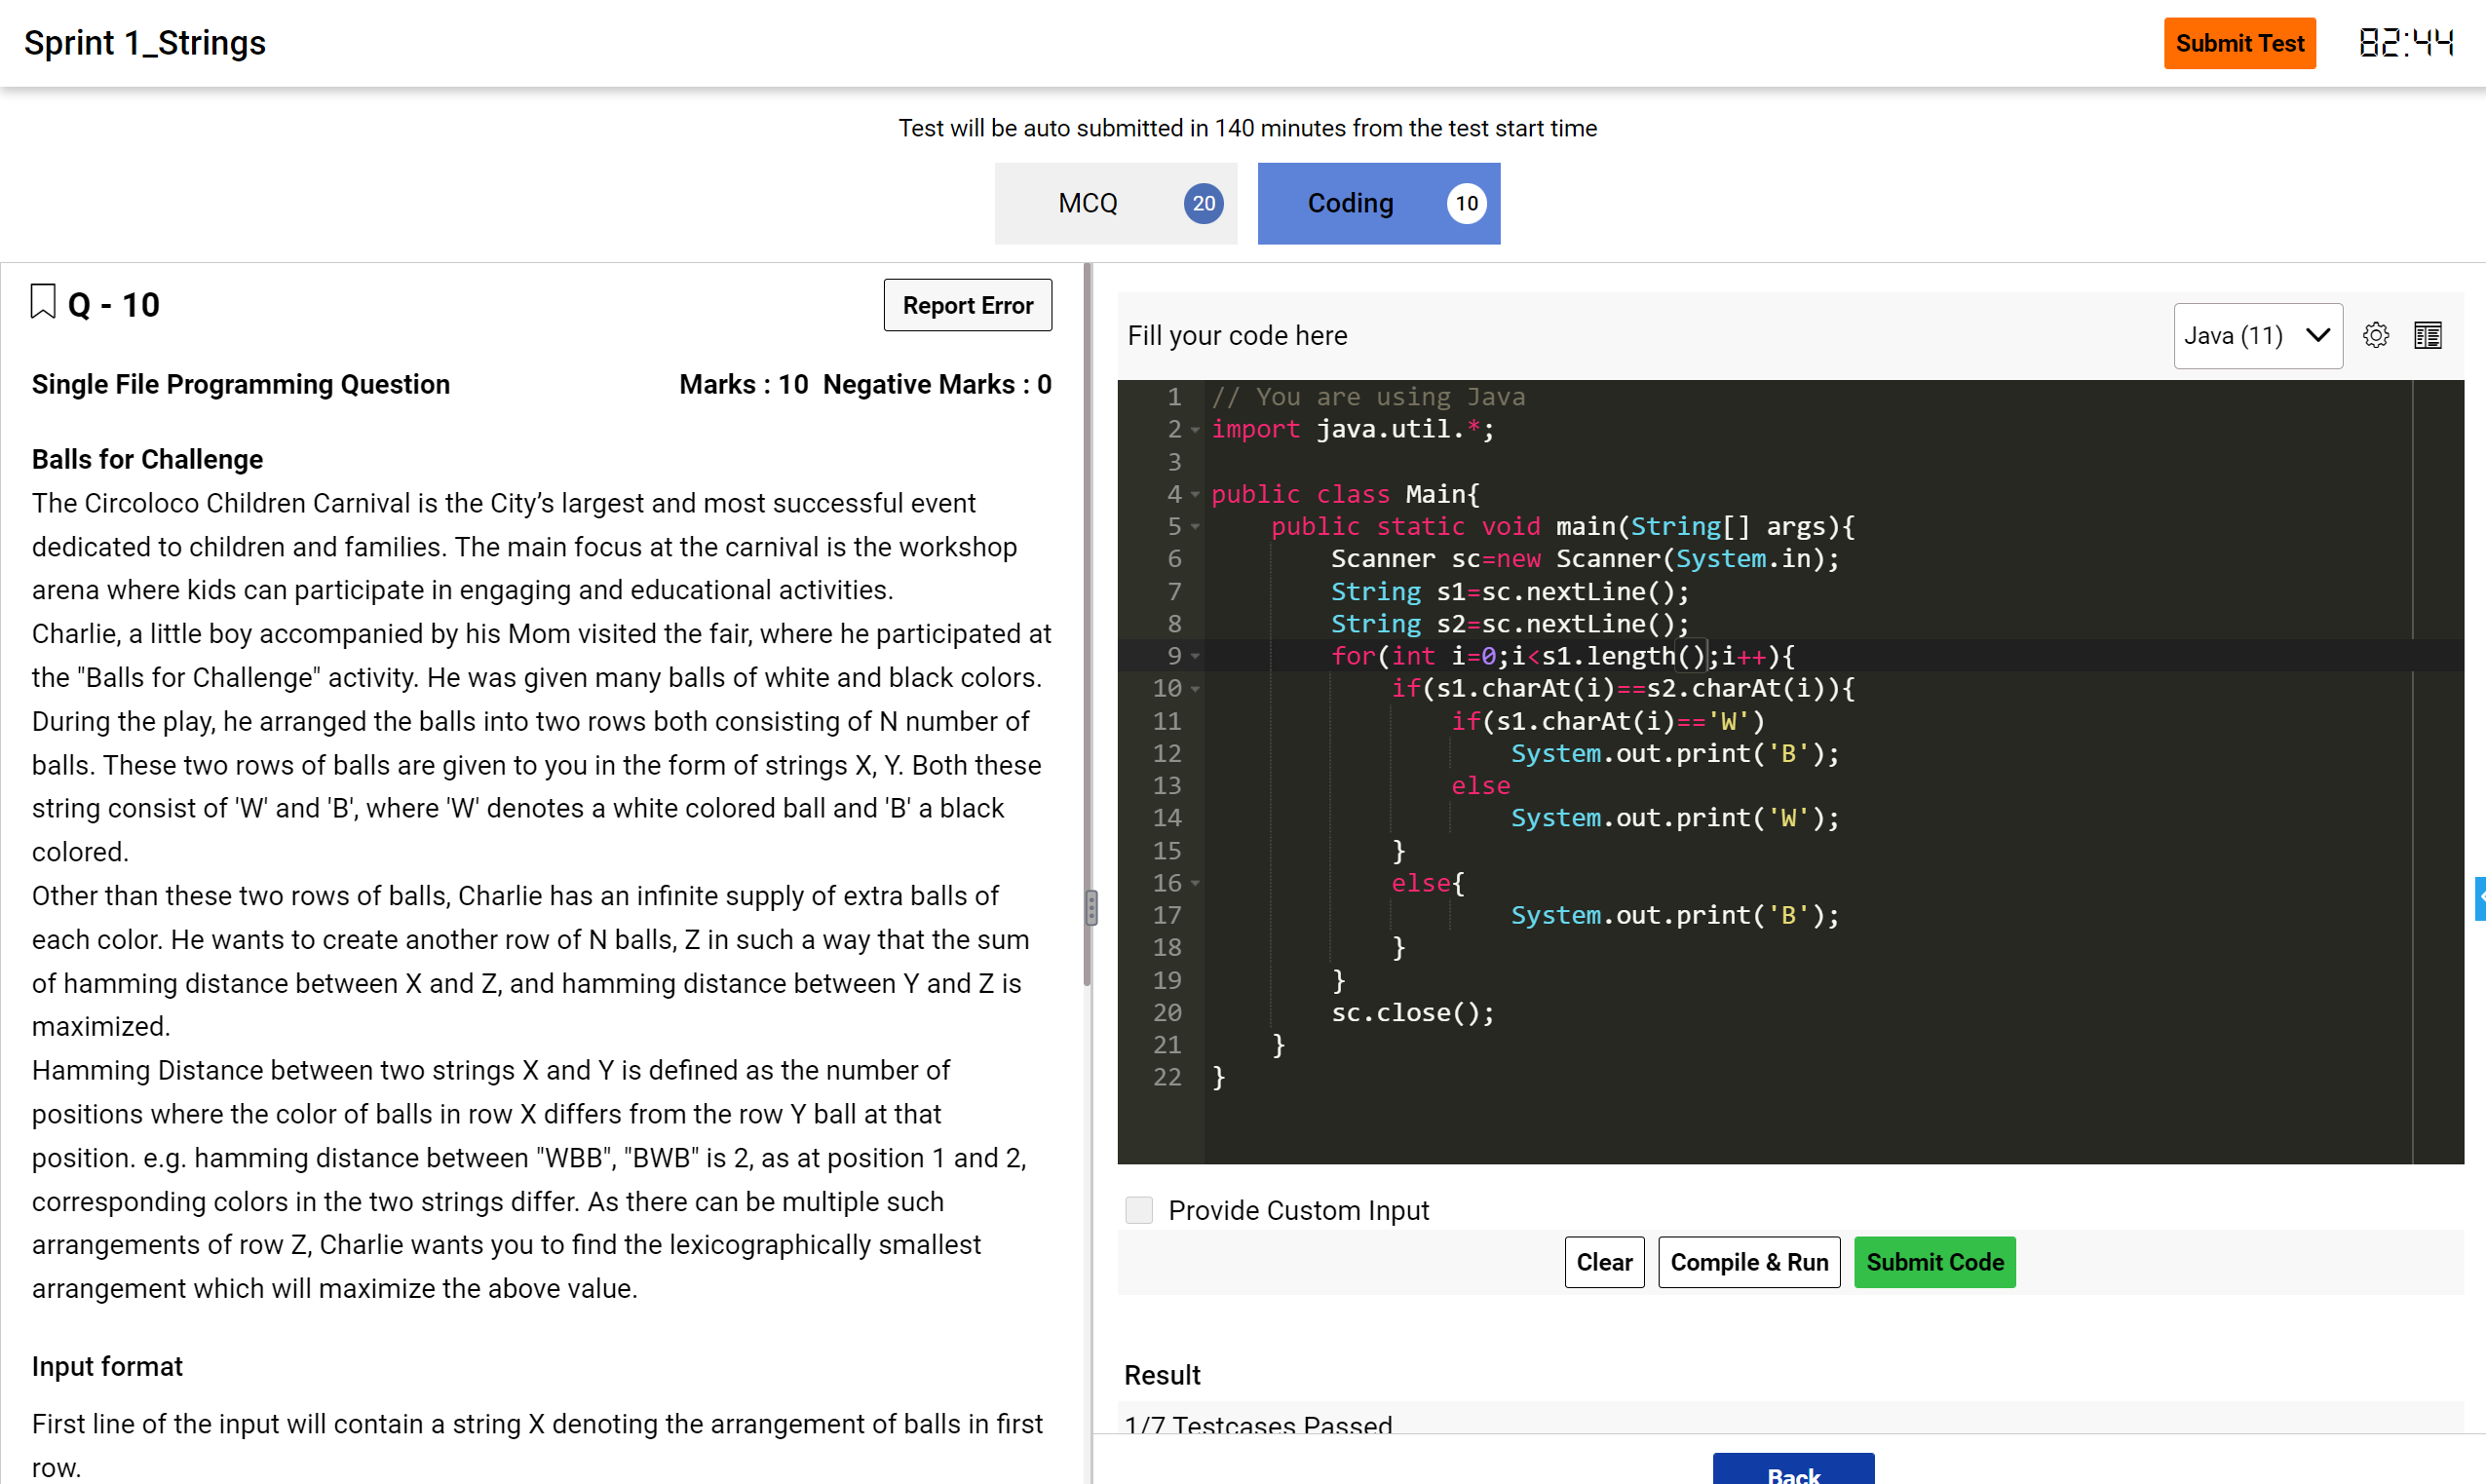 Sprint 1_Strings
Submit Test
82:44
Test will be auto submitted in 140 minutes from the test start time
MCQ 20
Coding 10
Q - 10
Report Error
Single File Programming Question
Marks : 10 Negative Marks : 0
Balls for Challenge
The Circoloco Children Carnival is the City’s largest and most successful event
dedicated to children and families. The main focus at the carnival is the workshop
arena where kids can participate in engaging and educational activities.
Charlie, a little boy accompanied by his Mom visited the fair, where he participated at
the "Balls for Challenge" activity. He was given many balls of white and black colors.
During the play, he arranged the balls into two rows both consisting of N number of
balls. These two rows of balls are given to you in the form of strings X, Y. Both these
string consist of 'W' and 'B', where 'W' denotes a white colored ball and 'B' a black
colored.
Other than these two rows of balls, Charlie has an infinite supply of extra balls of
each color. He wants to create another row of N balls, Z in such a way that the sum
of hamming distance between X and Z, and hamming distance between Y and Z is
maximized.
Hamming Distance between two strings X and Y is defined as the number of
positions where the color of balls in row X differs from the row Y ball at that
position. e.g. hamming distance between "WBB", "BWB" is 2, as at position 1 and 2,
corresponding colors in the two strings differ. As there can be multiple such
arrangements of row Z, Charlie wants you to find the lexicographically smallest
arrangement which will maximize the above value.
Input format
First line of the input will contain a string X denoting the arrangement of balls in first
row.
Fill your code here
Java (11)
1 // You are using Java
2 import java.util.*;
3
4 public class Main{
5 public static void main(String[] args){
6 Scanner sc=new Scanner(System.in);
7 String s1=sc.nextLine();
8 String s2=sc.nextLine();
9 for(int i=0;i<s1.length();i++){
10 if(s1.charAt(i)==s2.charAt(i)){
11 if(s1.charAt(i)=='W')
12 System.out.print('B');
13 else
14 System.out.print('W');
15 }
16 else{
17 System.out.print('B');
18 }
19 }
20 sc.close();
21 }
22 }
Provide Custom Input
Clear
Compile & Run
Submit Code
Result
1/7 Testcases Passed
Back